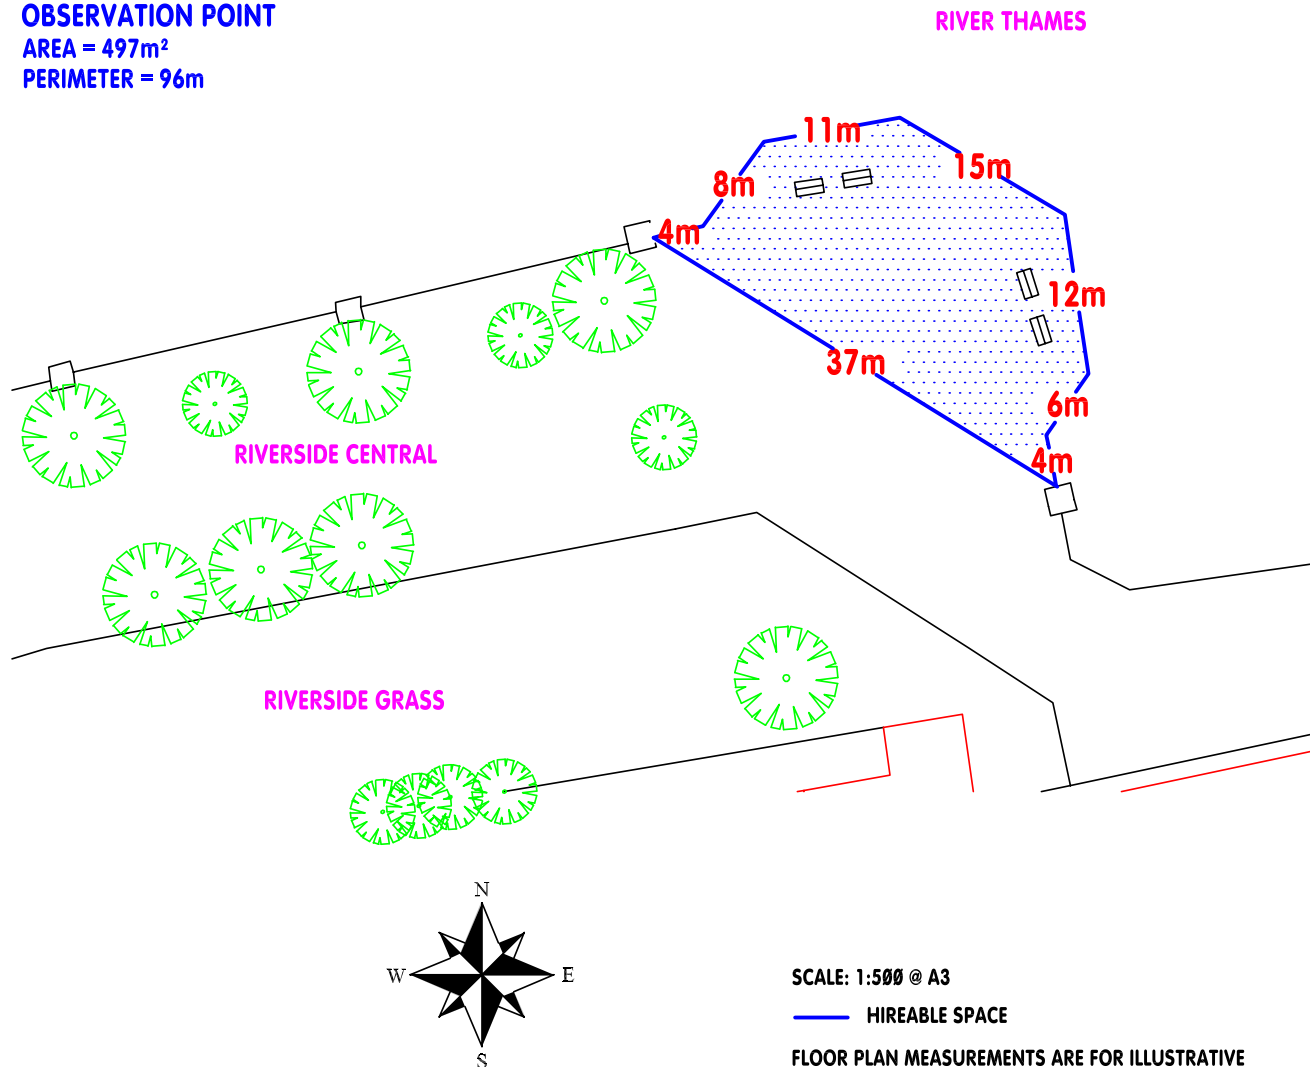 OBSERVATION POINT
AREA = 497m²
PERIMETER = 96m
RIVER THAMES
11m
15m
8m
4m
12m
37m
6m
4m
RIVERSIDE CENTRAL
RIVERSIDE GRASS
N
W
E
S
SCALE: 1:500 @ A3
HIREABLE SPACE
FLOOR PLAN MEASUREMENTS ARE FOR ILLUSTRATIVE